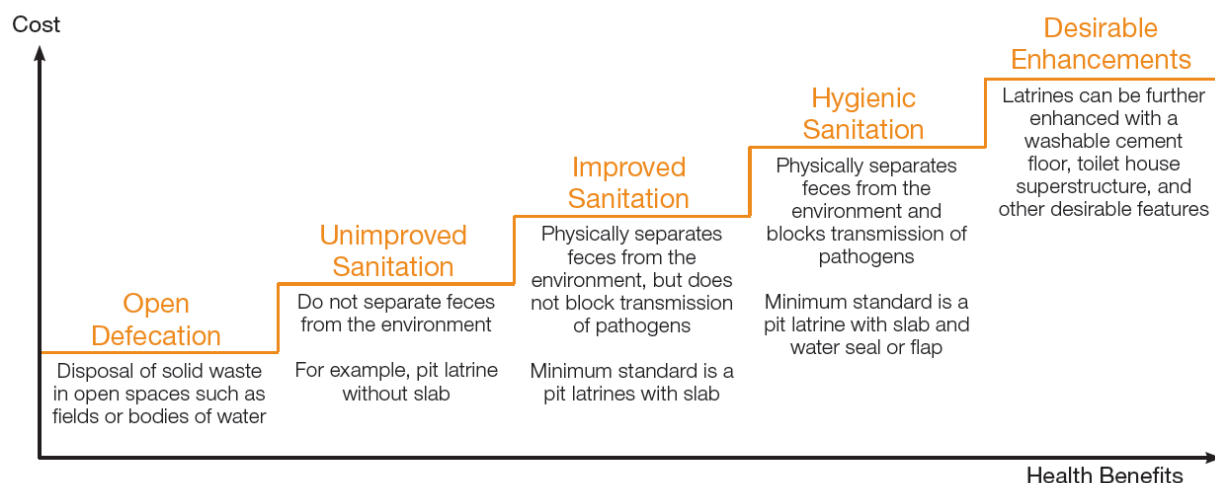 Cost
Open
Defecation
Disposal of solid waste
in open spaces such as
fields or bodies of water
Unimproved
Sanitation
Do not separate feces
from the environment
For example, pit latrine
without slab
Improved
Sanitation
Physically separates
feces from the
environment, but does
not block transmission
of pathogens
Minimum standard is a
pit latrines with slab
Hygienic
Sanitation
Physically separates
feces from the
environment and
blocks transmission of
pathogens
Minimum standard is a
pit latrine with slab and
water seal or flap
Desirable
Enhancements
Latrines can be further
enhanced with a
washable cement
floor, toilet house
superstructure, and
other desirable features
Health Benefits